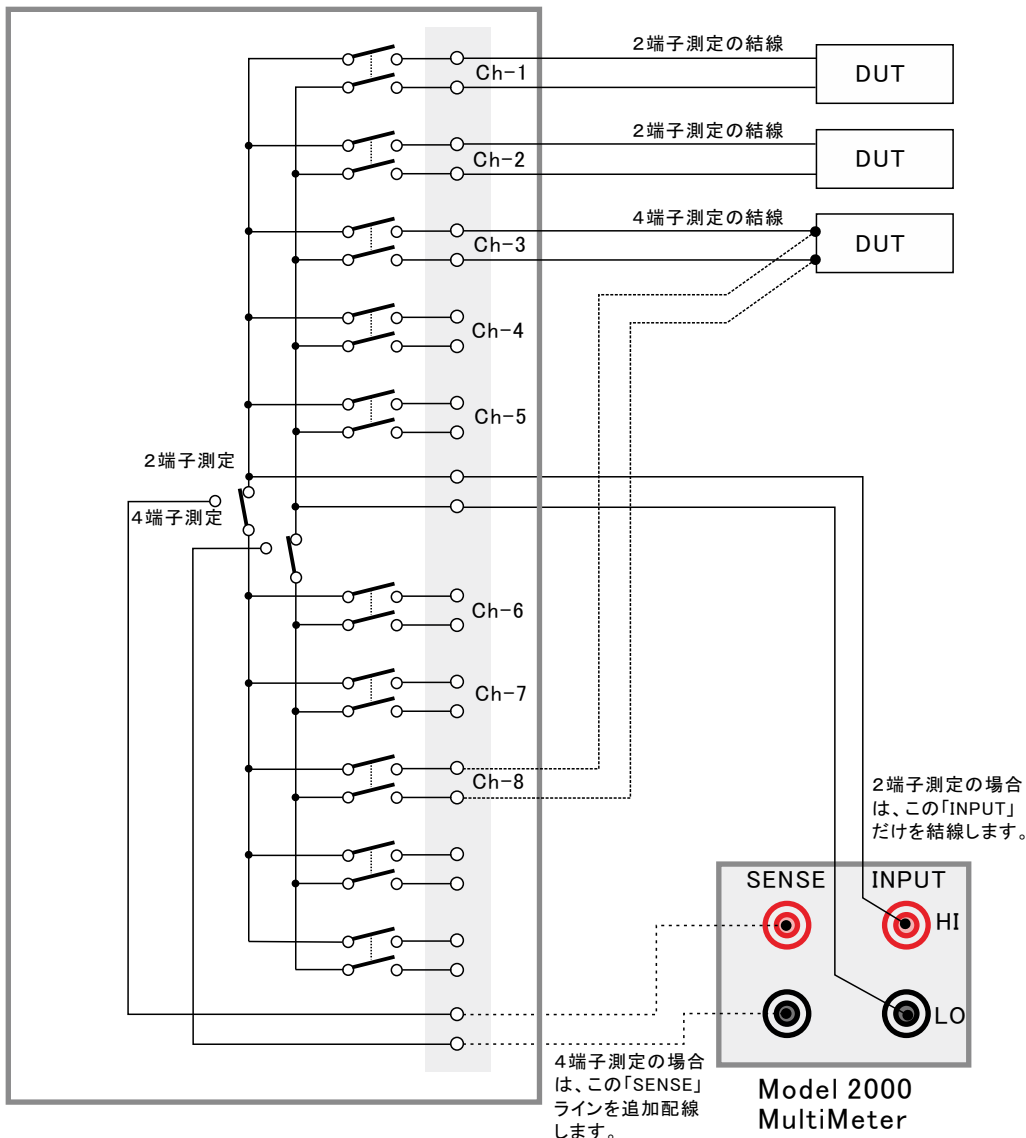 2端子測定の結線
Ch-1
DUT
2端子測定の結線
Ch-2
DUT
4端子測定の結線
Ch-3
DUT
Ch-4
Ch-5
2端子測定
4端子測定
Ch-6
Ch-7
Ch-8
2端子測定の場合
は、この「INPUT」
だけを結線します。
SENSE
INPUT
HI
LO
4端子測定の場合
は、この「SENSE」
ラインを追加配線
します。
Model 2000
MultiMeter